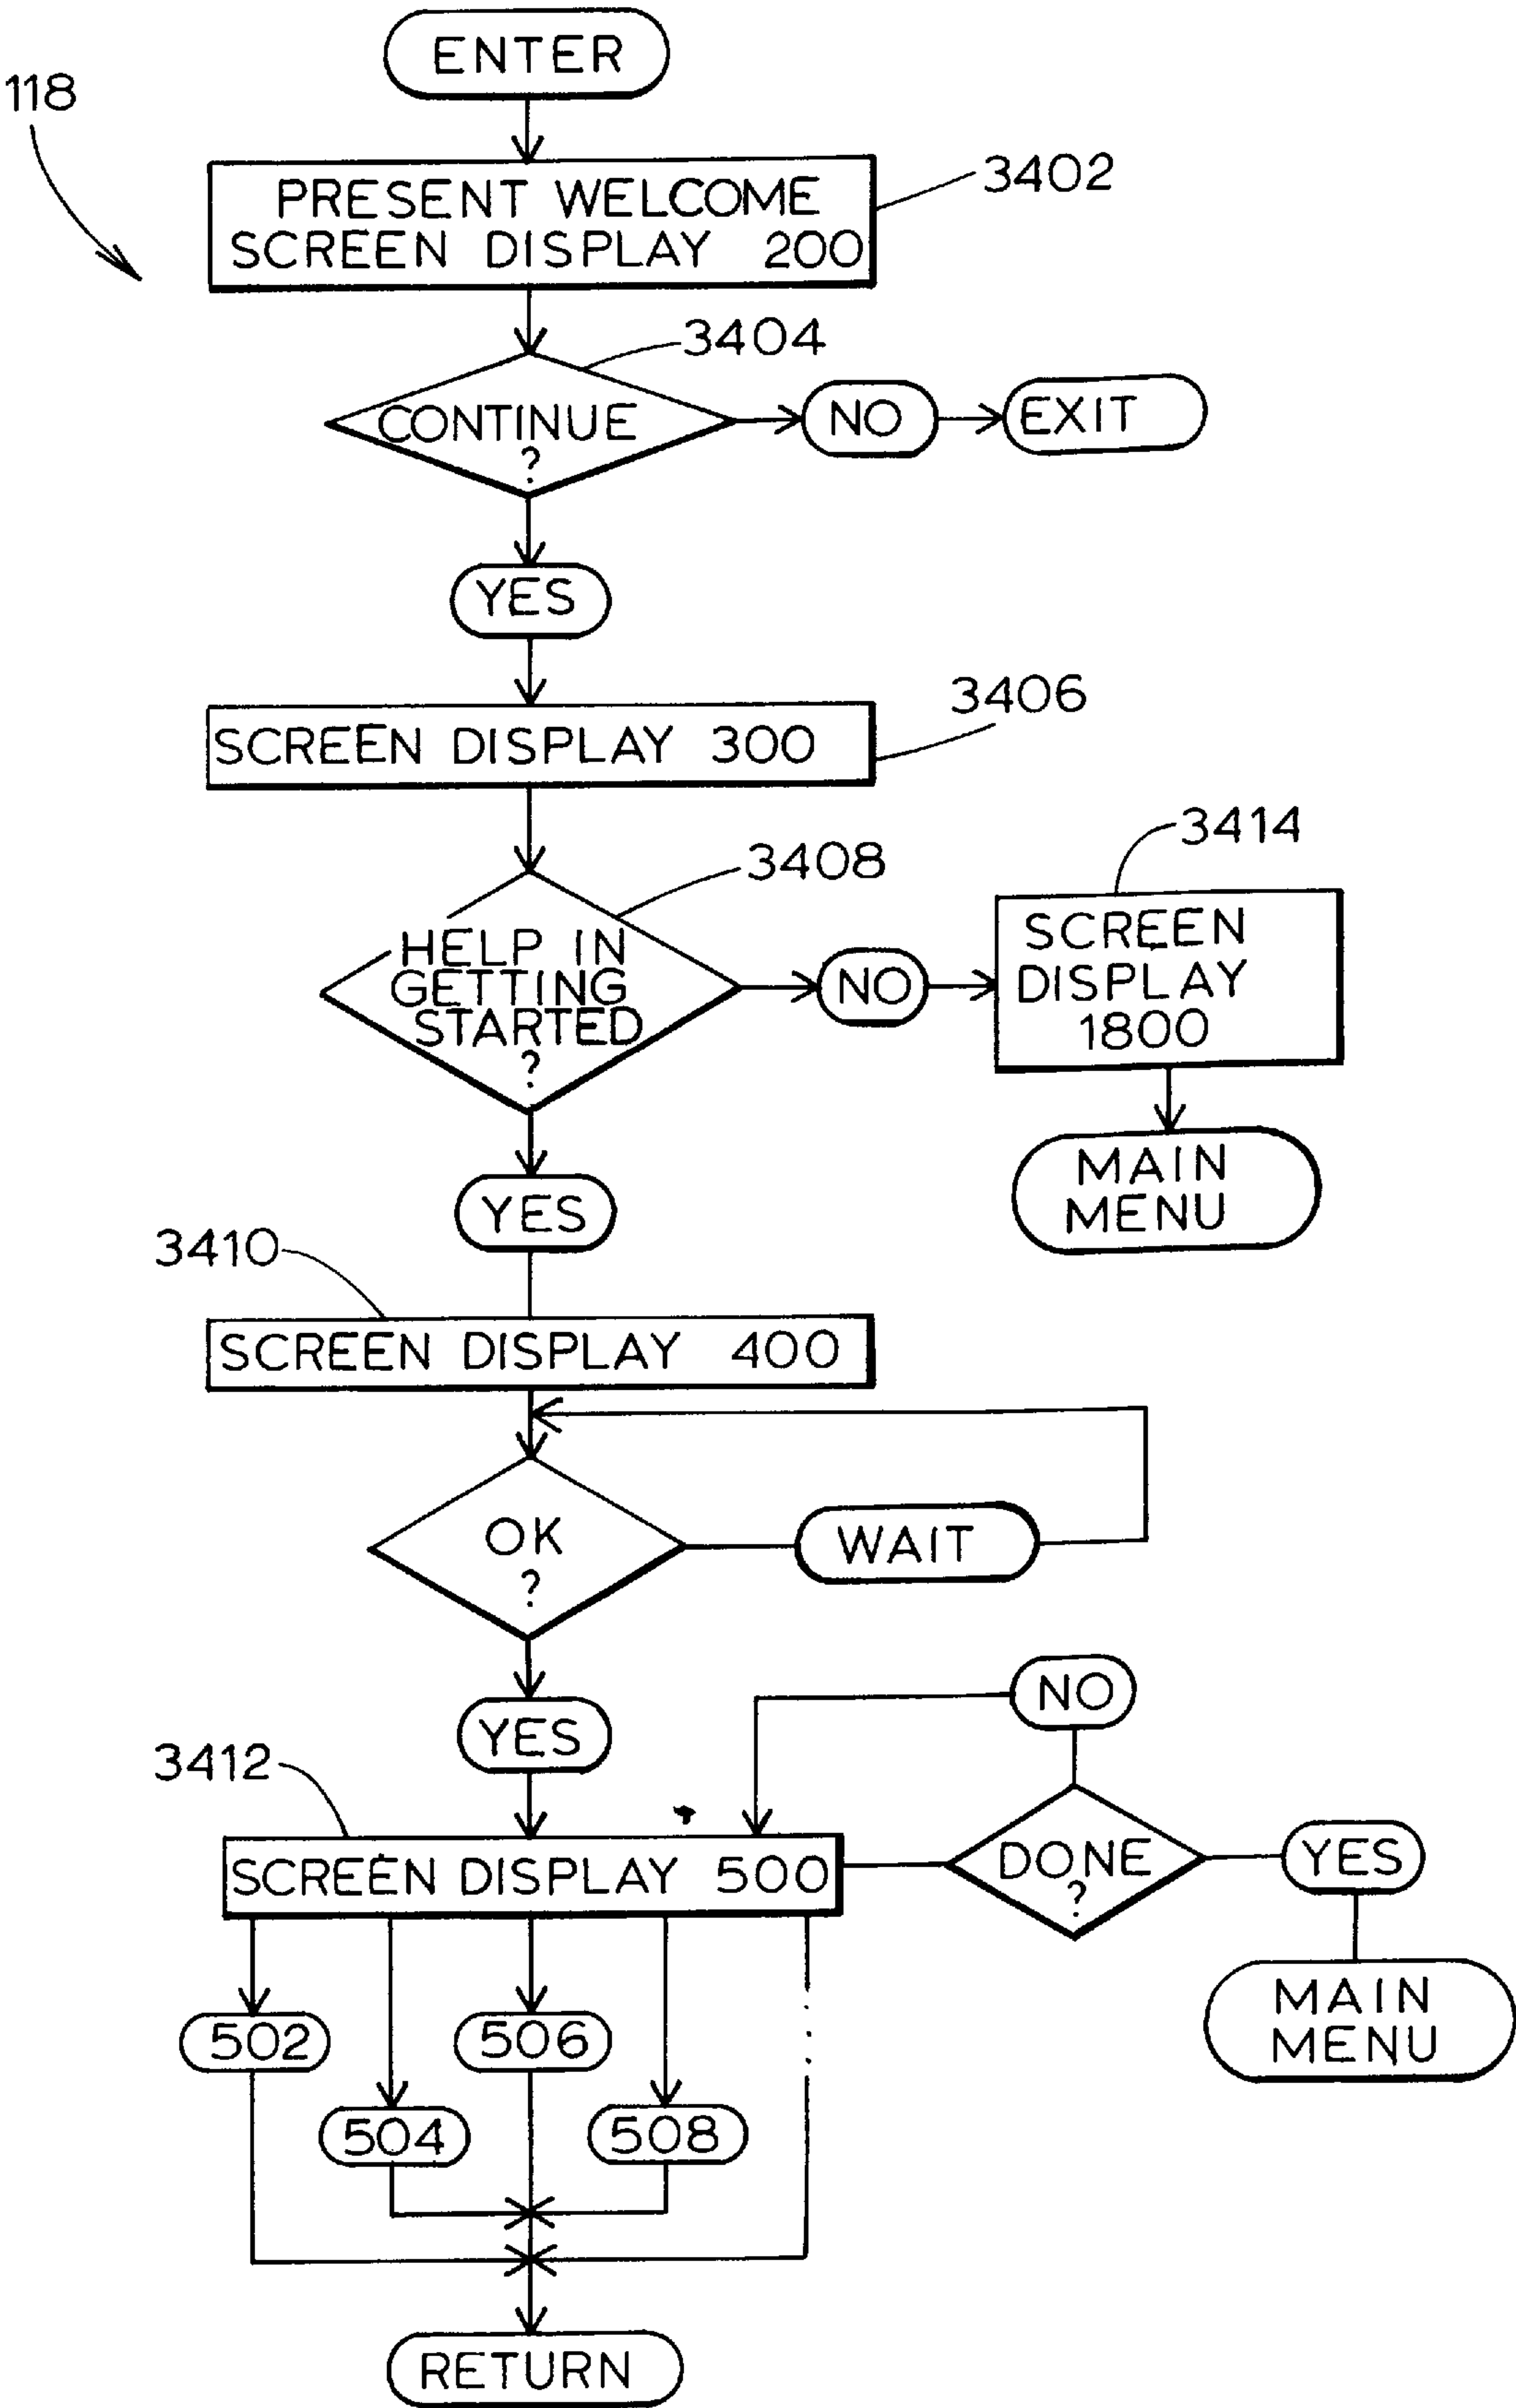 ENTER
118
3402
PRESENT WELCOME
SCREEN DISPLAY 200
3404
CONTINUE
?
NO
EXIT
YES
3406
SCREEN DISPLAY 300
3414
3408
SCREEN
DISPLAY
1800
HELP IN
GETTING
STARTED
?
NO
MAIN
MENU
YES
3410
SCREEN DISPLAY 400
OK
?
WAIT
NO
YES
3412
SCREEN DISPLAY 500
DONE
?
YES
MAIN
MENU
502
506
504
508
RETURN